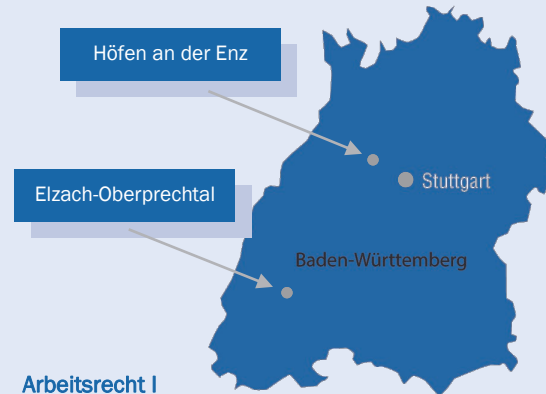 Höfen an der Enz
Stuttgart
Elzach-Oberprechtal
Baden-Württemberg
Arbeitsrecht I